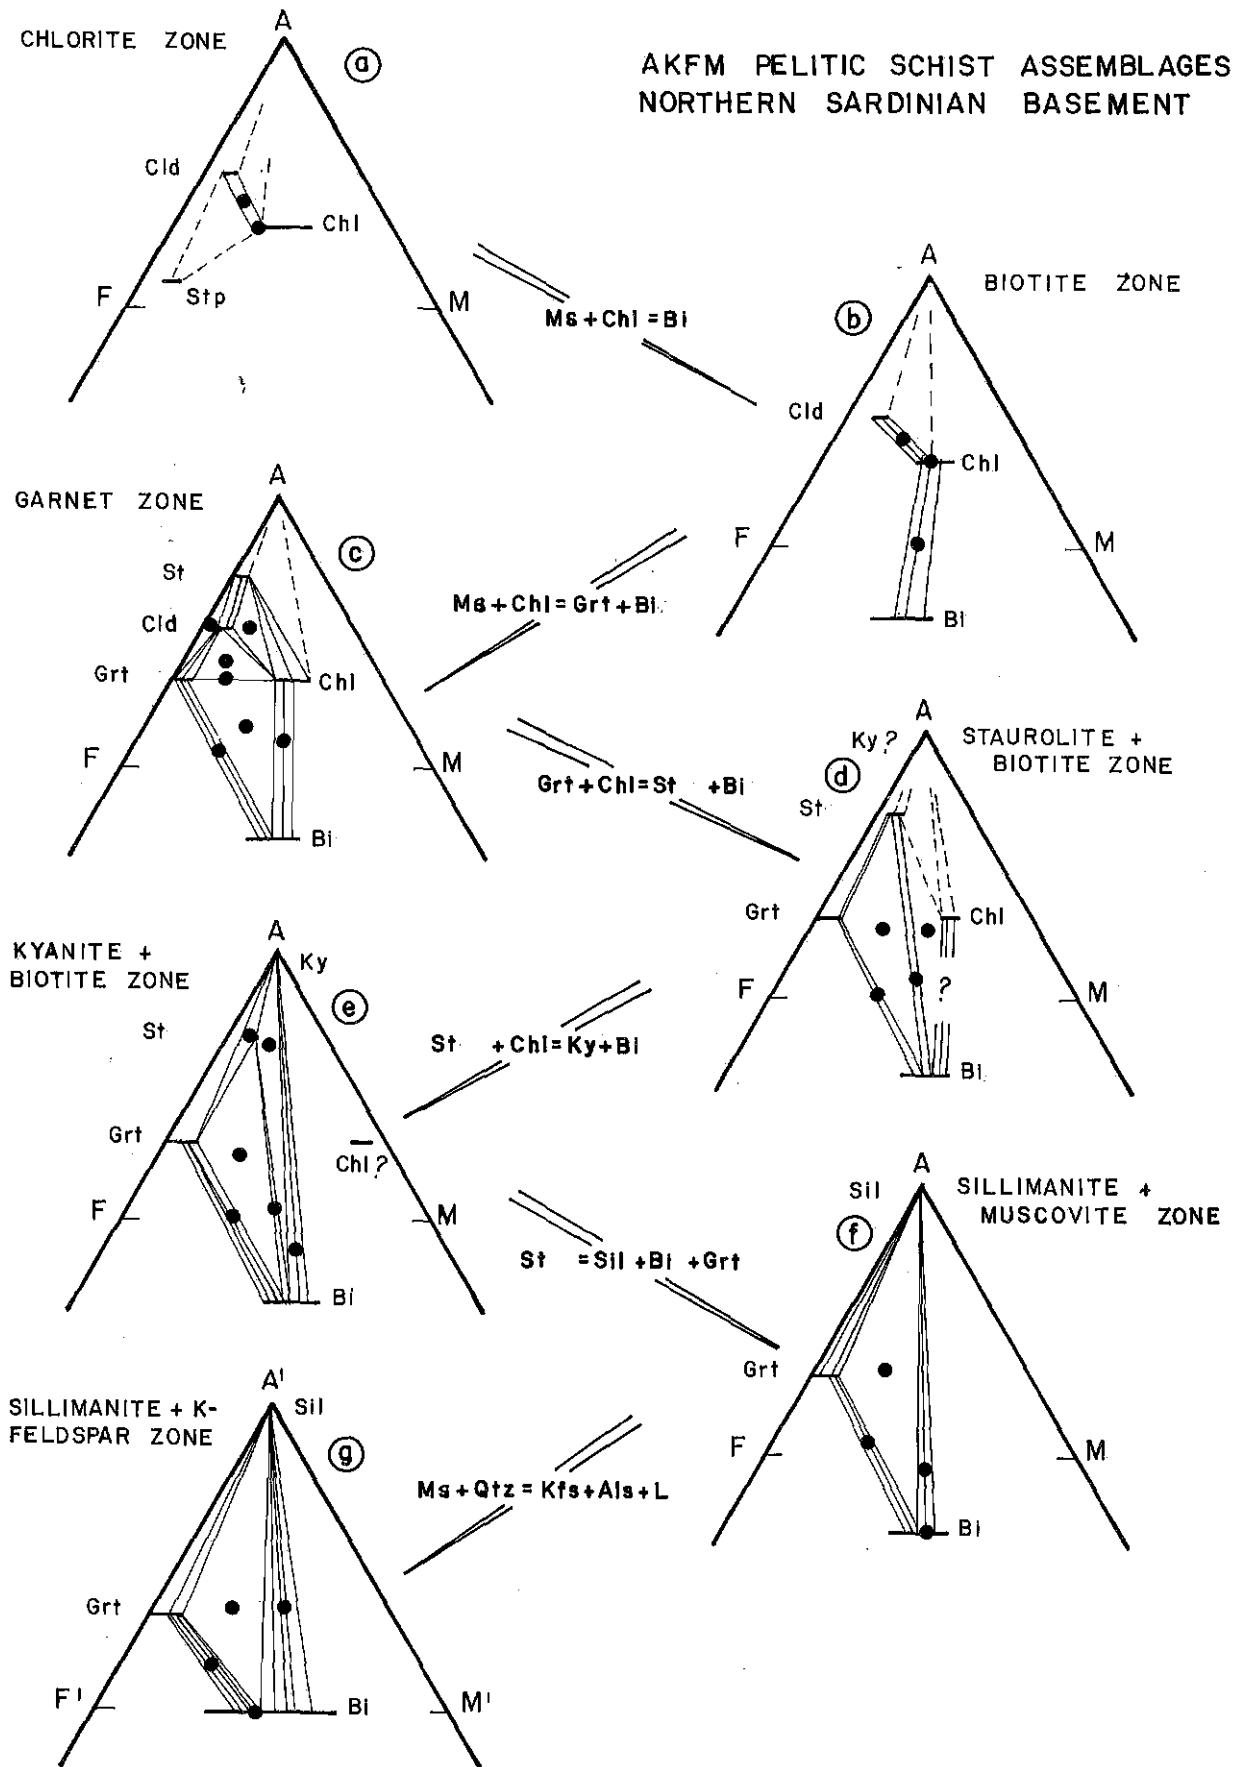 AKFM PELITIC SCHIST ASSEMBLAGES
NORTHERN SARDINIAN BASEMENT
CHLORITE ZONE
A
a
Cld
Chl
Stp
F
M
Ms+Chl=Bi
A
BIOTITE ZONE
b
Cld
Chl
F
M
Bi
GARNET ZONE
A
c
St
Cld
Grt
Chl
F
M
Bi
Ms+Chl=Grt+Bi
Grt+Chl=St +Bi
A
Ky?
STAUROLITE +
BIOTITE ZONE
d
St
Grt
Chl
F
?
M
Bi
KYANITE +
BIOTITE ZONE
A
Ky
e
St
Grt
Chl?
F
M
Bi
St +Chl=Ky+Bi
St =Sil+Bi+Grt
A
Sil
SILLIMANITE +
MUSCOVITE ZONE
f
Grt
F
M
Bi
SILLIMANITE + K-
FELDSPAR ZONE
A'
Sil
g
Grt
F'
Bi
M'
Ms+Qtz=Kfs+Als+L